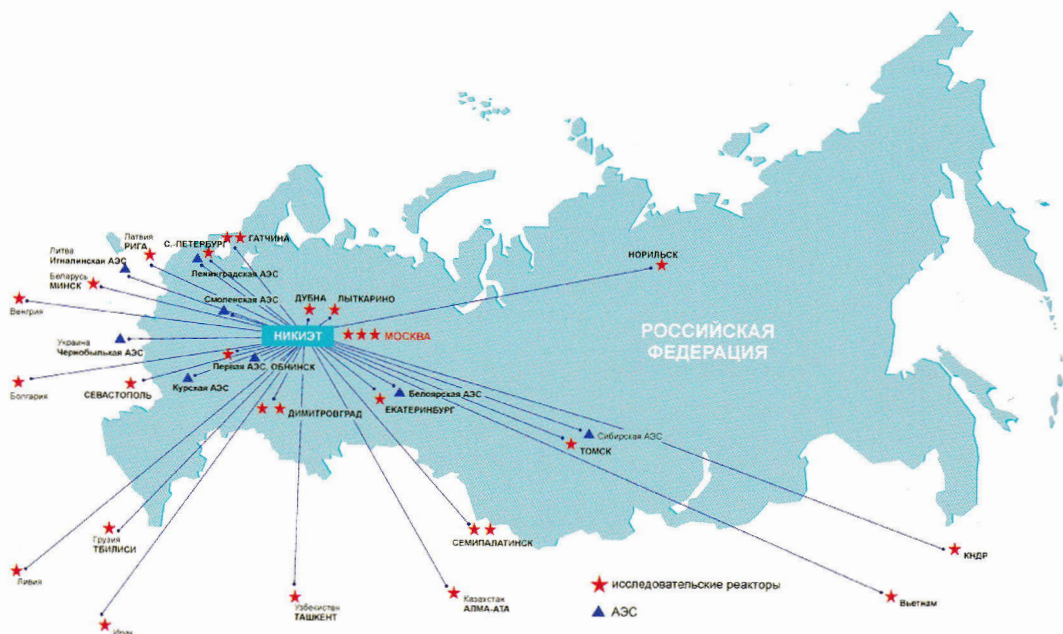 Латвия
РИГА
С.-ПЕТЕРБУРГ
ГАТЧИНА
Литва
Игналинская АЭС
Ленинградская АЭС
НОРИЛЬСК
Беларусь
МИНСК
Смоленская АЭС
ДУБНА
ЛЫТКАРИНО
Венгрия
НИКИЭТ
МОСКВА
РОССИЙСКАЯ
ФЕДЕРАЦИЯ
Украина
Чернобыльская АЭС
Первая АЭС, ОБНИНСК
Болгария
СЕВАСТОПОЛЬ
Курская АЭС
Белоярская АЭС
ЕКАТЕРИНБУРГ
ДИМИТРОВГРАД
Сибирская АЭС
ТОМСК
Грузия
ТБИЛИСИ
СЕМИПАЛАТИНСК
КНДР
Ливия
исследовательские реакторы
Казахстан
АЛМА-АТА
Вьетнам
Узбекистан
ТАШКЕНТ
АЭС